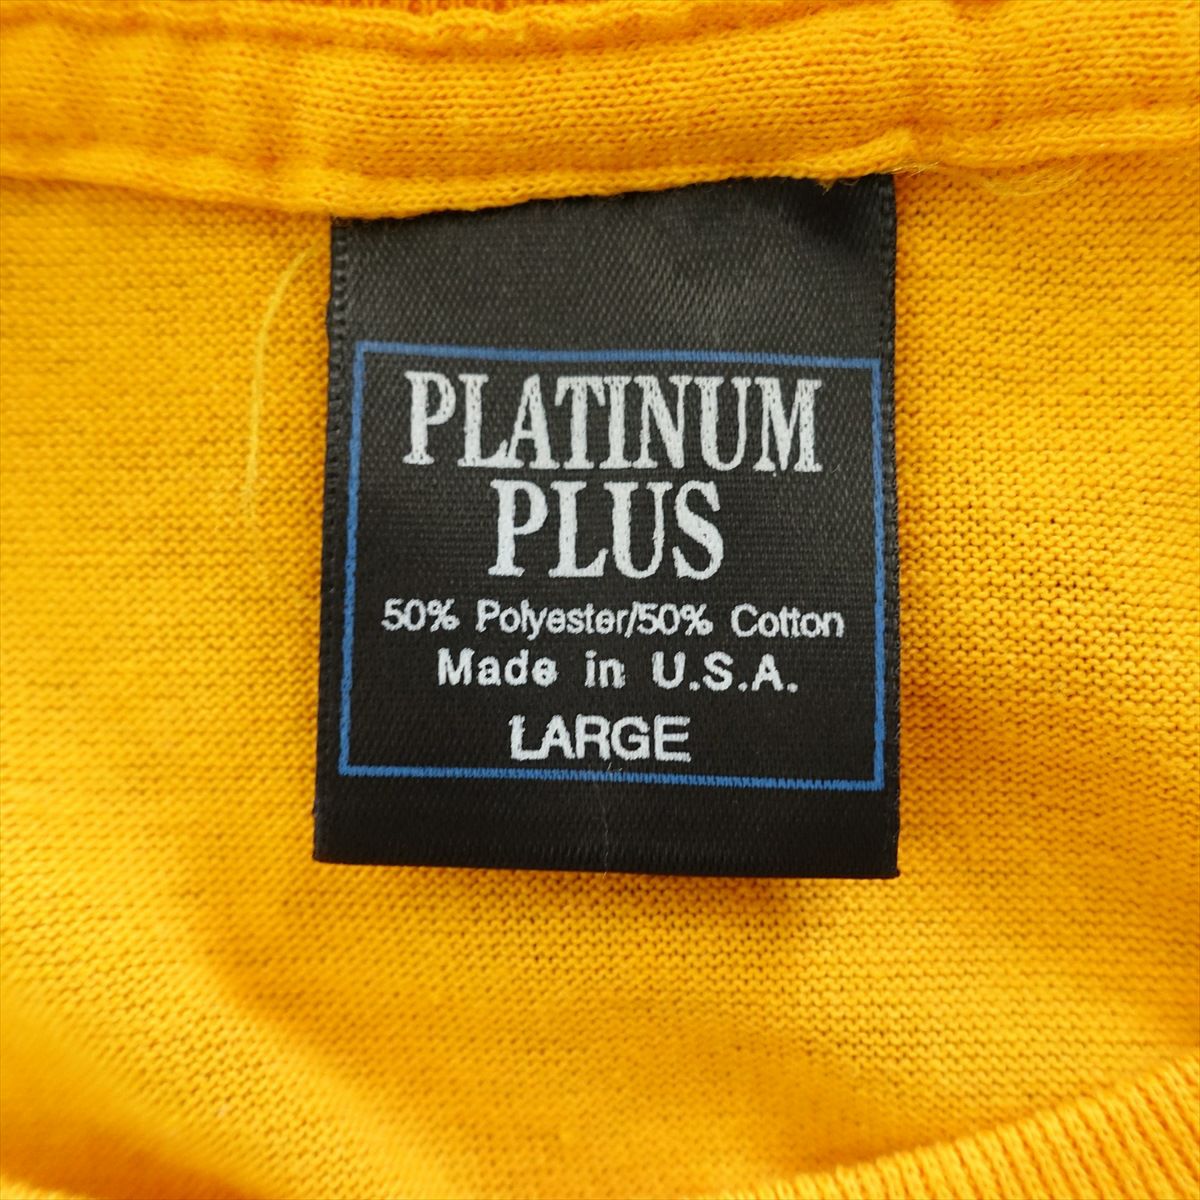 PLATINUM
PLUS
50% Polyester/50% Cotton
Made in U.S.A.
LARGE